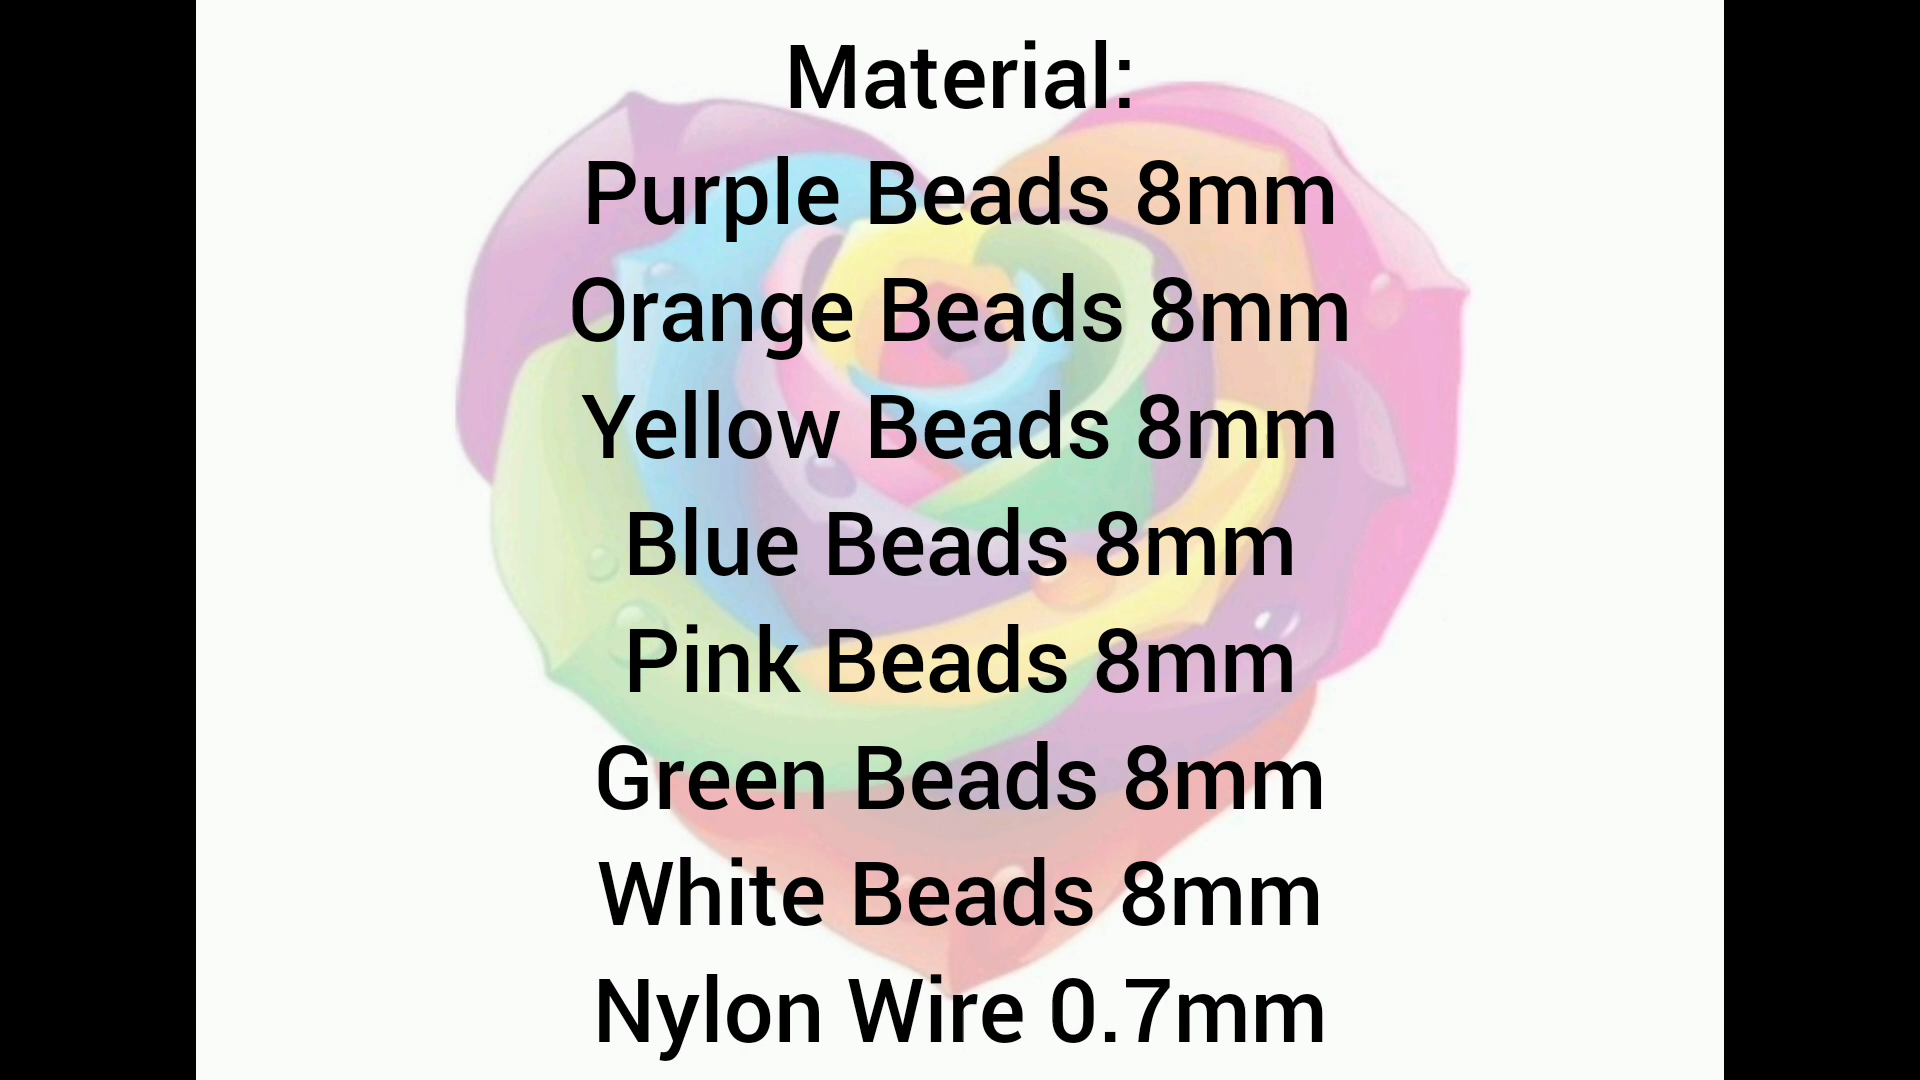 Material:
Purple Beads 8mm
Orange Beads 8mm
Yellow Beads 8mm
Blue Beads 8mm
Pink Beads 8mm
Green Beads 8mm
White Beads 8mm
Nylon Wire 0.7mm